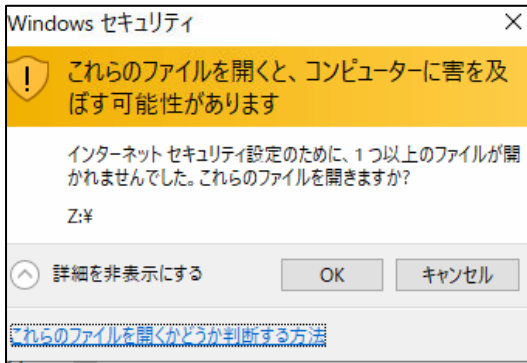 Windows セキュリティ
これらのファイルを開くと、コンピューターに害を及
ぼす可能性があります
インターネット セキュリティ設定のために、1 つ以上のファイルが開
かれませんでした。これらのファイルを開きますか?
Z:¥
詳細を非表示にする
OK
キャンセル
これらのファイルを開くかどうか判断する方法